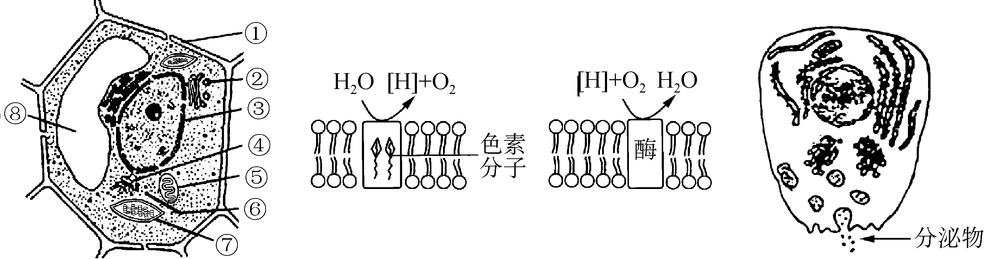 ①
②
③
④
⑤
⑥
⑦
⑧
H₂O [H]+O₂
色素
分子
[H]+O₂ H₂O
酶
分泌物